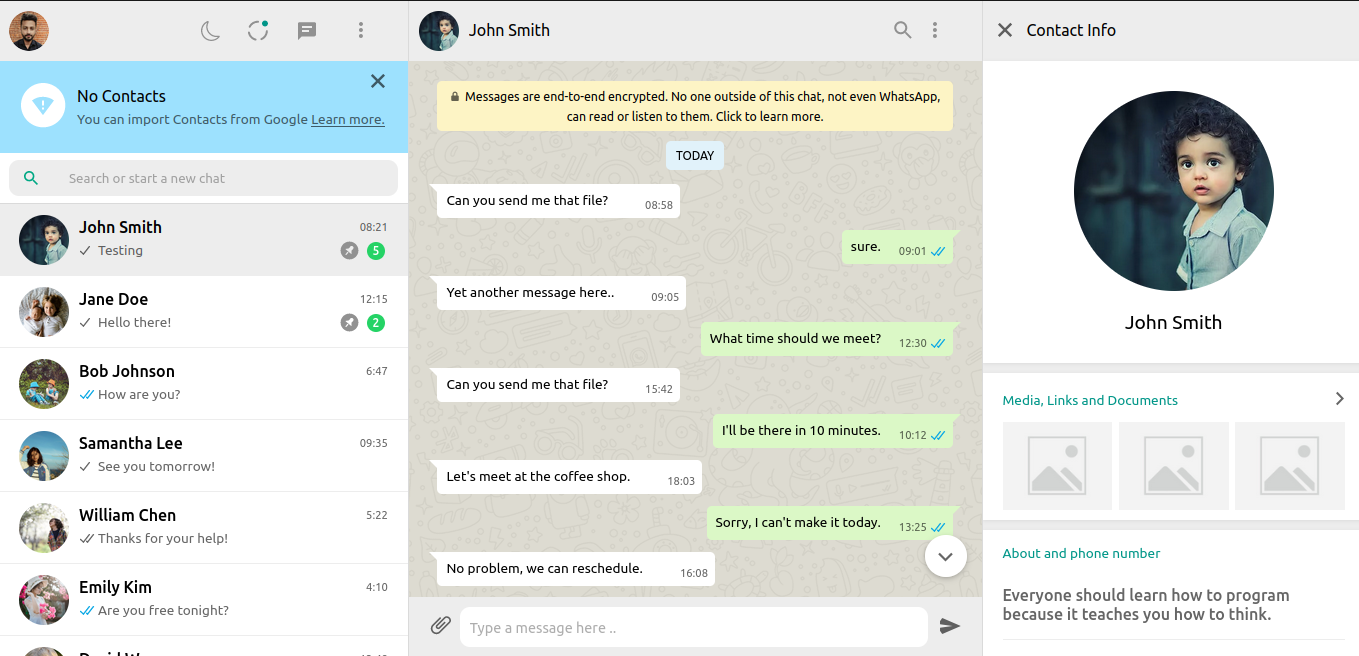 No Contacts
You can import Contacts from Google Learn more.
Search or start a new chat
John Smith
08:21
Testing
5
Jane Doe
12:15
Hello there!
2
Bob Johnson
6:47
How are you?
Samantha Lee
09:35
See you tomorrow!
William Chen
5:22
Thanks for your help!
Emily Kim
4:10
Are you free tonight?
John Smith
Messages are end-to-end encrypted. No one outside of this chat, not even WhatsApp,
can read or listen to them. Click to learn more.
TODAY
Can you send me that file? 08:58
sure. 09:01
Yet another message here.. 09:05
What time should we meet? 12:30
Can you send me that file? 15:42
I'll be there in 10 minutes. 10:12
Let's meet at the coffee shop. 18:03
Sorry, I can't make it today. 13:25
No problem, we can reschedule. 16:08
Type a message here ..
Contact Info
John Smith
Media, Links and Documents
About and phone number
Everyone should learn how to program
because it teaches you how to think.